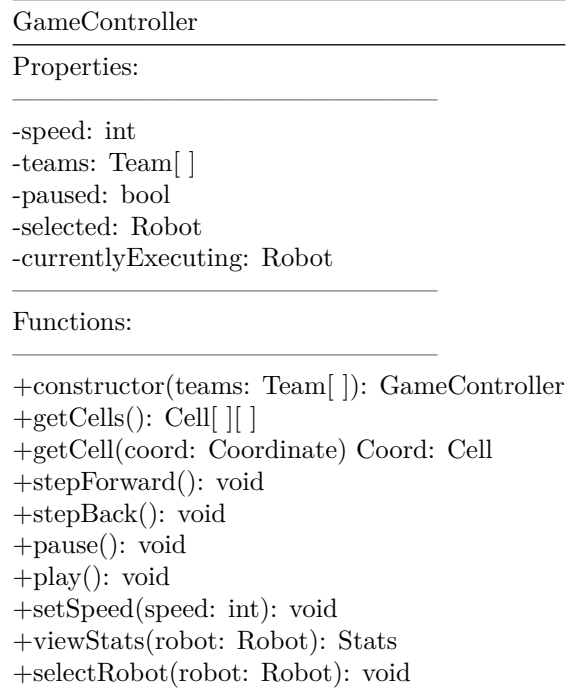 GameController
Properties:
-speed: int
-teams: Team[ ]
-paused: bool
-selected: Robot
-currentlyExecuting: Robot
Functions:
+constructor(teams: Team[ ]): GameController
+getCells(): Cell[ ][ ]
+getCell(coord: Coordinate) Coord: Cell
+stepForward(): void
+stepBack(): void
+pause(): void
+play(): void
+setSpeed(speed: int): void
+viewStats(robot: Robot): Stats
+selectRobot(robot: Robot): void